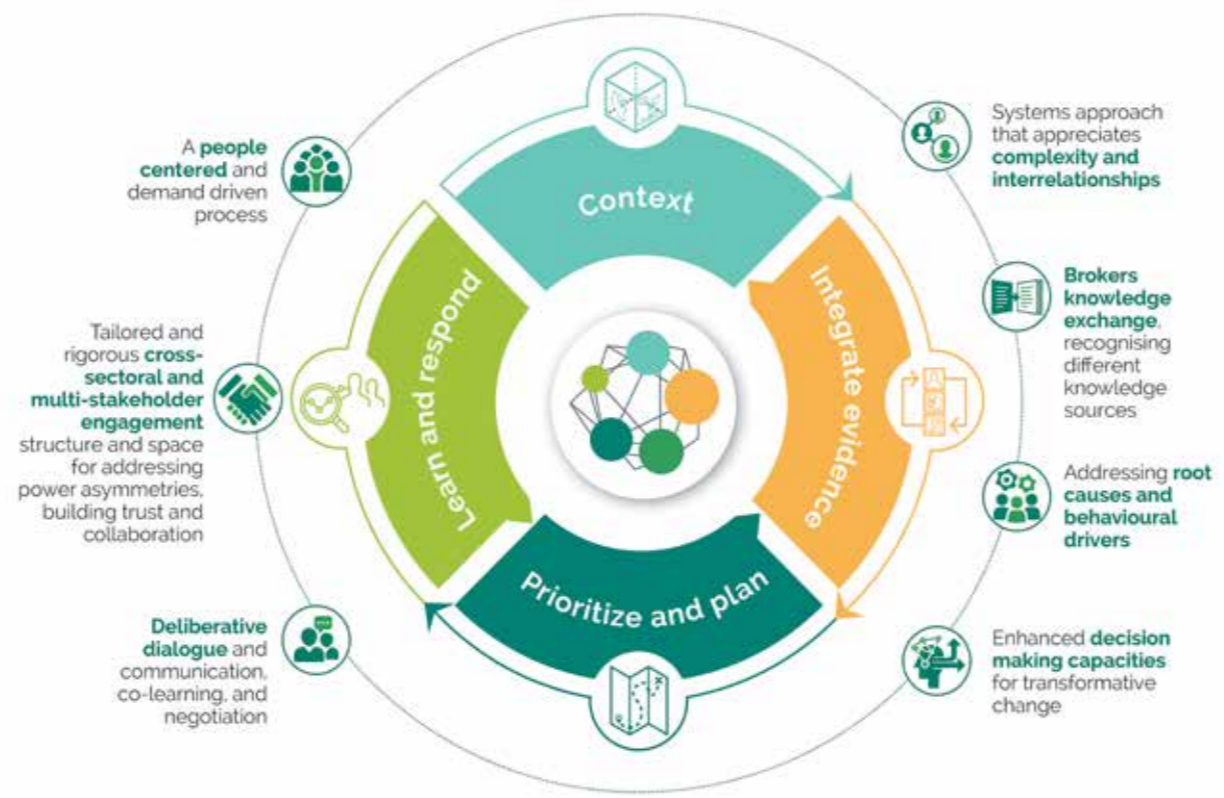 Context
Integrate evidence
Prioritize and plan
Learn and respond
A people
centered and
demand driven
process
Tailored and
rigorous cross-
sectoral and
multi-stakeholder
engagement
structure and space
for addressing
power asymmetries,
building trust and
collaboration
Deliberative
dialogue and
communication,
co-learning, and
negotiation
Systems approach
that appreciates
complexity and
interrelationships
Brokers
knowledge
exchange,
recognising
different
knowledge
sources
Addressing root
causes and
behavioural
drivers
Enhanced decision
making capacities
for transformative
change